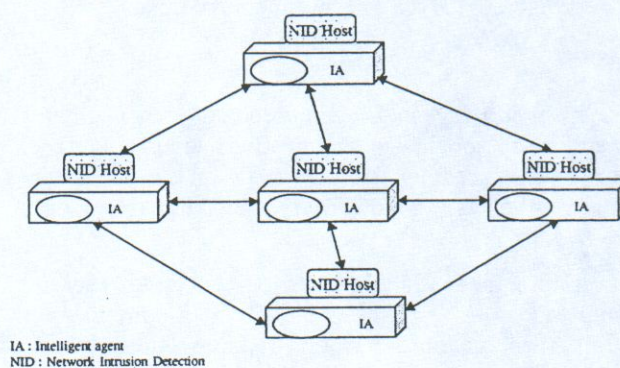 NID Host
IA
NID Host
IA
NID Host
IA
NID Host
IA
NID Host
IA
IA : Intelligent agent
NID : Network Intrusion Detection